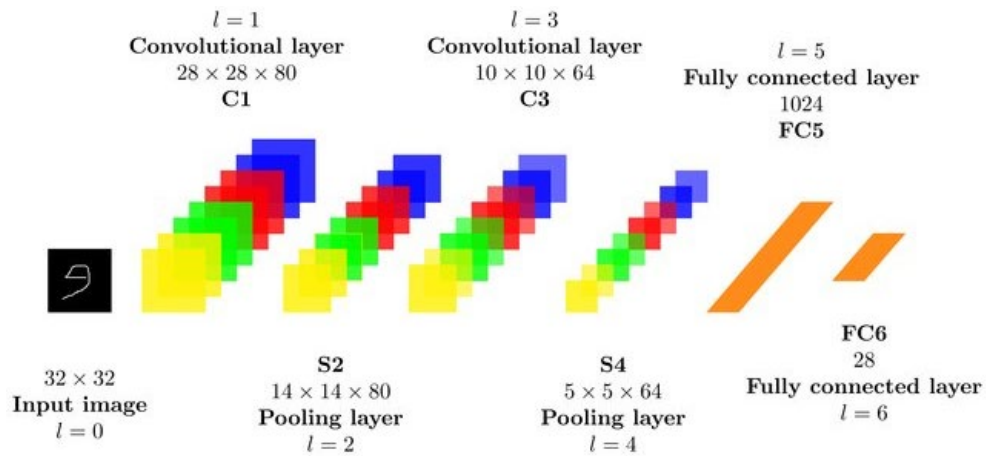 l = 1
Convolutional layer
28 × 28 × 80
C1
l = 3
Convolutional layer
10 × 10 × 64
C3
l = 5
Fully connected layer
1024
FC5
32 × 32
Input image
l = 0
S2
14 × 14 × 80
Pooling layer
l = 2
S4
5 × 5 × 64
Pooling layer
l = 4
FC6
28
Fully connected layer
l = 6